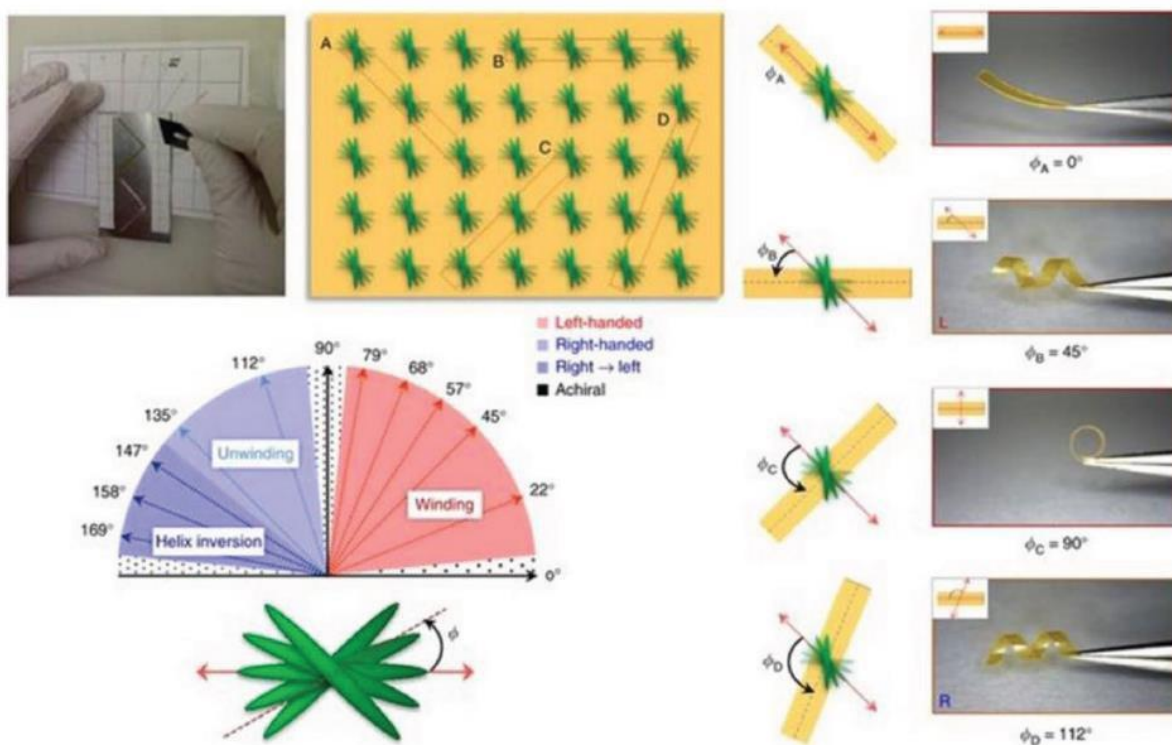 A
B
C
D
ϕA
ϕA = 0°
ϕB
L
ϕB = 45°
ϕC
ϕC = 90°
ϕD
R
ϕD = 112°
Left-handed
Right-handed
Right → left
Achiral
90°
79°
68°
57°
45°
22°
0°
112°
135°
147°
158°
169°
Unwinding
Winding
Helix inversion
ϕ